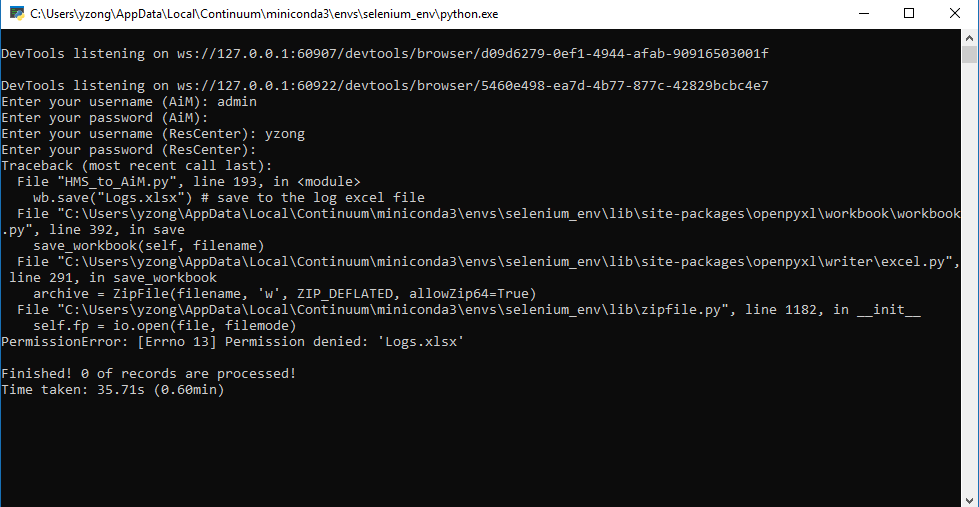 C:\Users\yzong\AppData\Local\Continuum\miniconda3\envs\selenium_env\python.exe
DevTools listening on ws://127.0.0.1:60907/devtools/browser/d09d6279-0ef1-4944-afab-90916503001f
DevTools listening on ws://127.0.0.1:60922/devtools/browser/5460e498-ea7d-4b77-877c-42829bcbc4e7
Enter your username (AiM): admin
Enter your password (AiM):
Enter your username (ResCenter): yzong
Enter your password (ResCenter):
Traceback (most recent call last):
  File "HMS_to_AiM.py", line 193, in <module>
    wb.save("Logs.xlsx") # save to the log excel file
  File "C:\Users\yzong\AppData\Local\Continuum\miniconda3\envs\selenium_env\lib\site-packages\openpyxl\workbook\workbook
.py", line 392, in save
    save_workbook(self, filename)
  File "C:\Users\yzong\AppData\Local\Continuum\miniconda3\envs\selenium_env\lib\site-packages\openpyxl\writer\excel.py",
 line 291, in save_workbook
    archive = ZipFile(filename, 'w', ZIP_DEFLATED, allowZip64=True)
  File "C:\Users\yzong\AppData\Local\Continuum\miniconda3\envs\selenium_env\lib\zipfile.py", line 1182, in __init__
    self.fp = io.open(file, filemode)
PermissionError: [Errno 13] Permission denied: 'Logs.xlsx'
Finished! 0 of records are processed!
Time taken: 35.71s (0.60min)